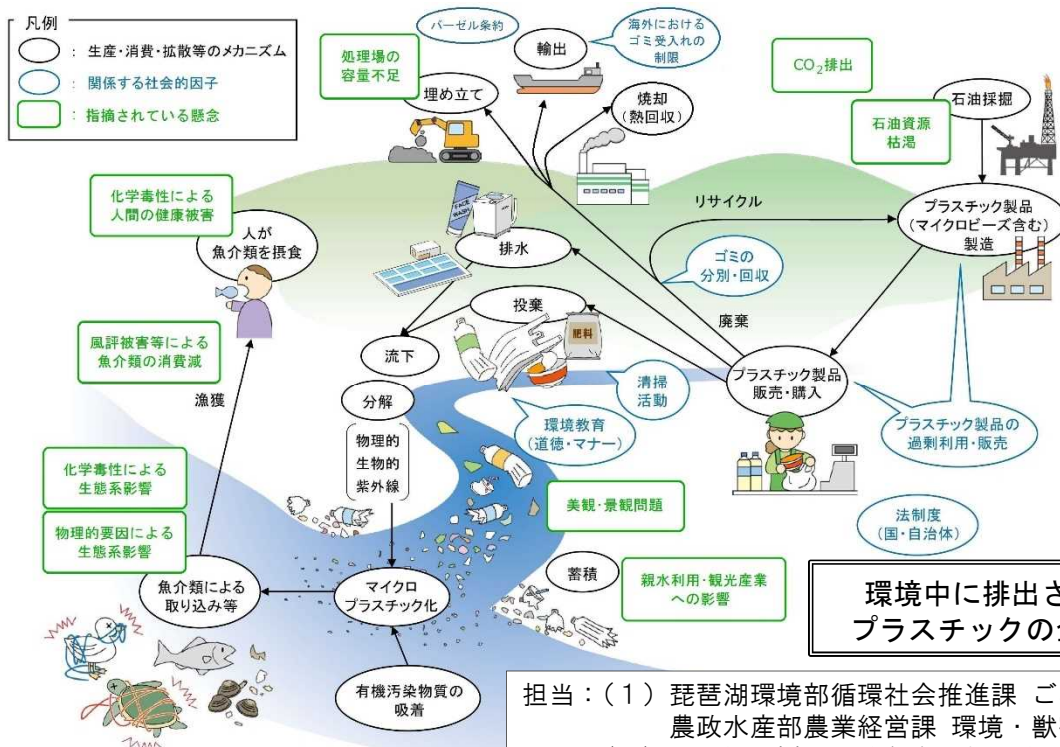 凡例
: 生産・消費・拡散等のメカニズム
: 関係する社会的因子
: 指摘されている懸念
バーゼル条約
輸出
海外における
ゴミ受入れの
制限
処理場の
容量不足
埋め立て
焼却
(熱回収)
CO₂排出
石油採掘
石油資源
枯渇
化学毒性による
人間の健康被害
人が
魚介類を摂食
FACE
WASH
排水
リサイクル
プラスチック製品
(マイクロビーズ含む)
製造
ゴミの
分別・回収
投棄
肥料
廃棄
風評被害等による
魚介類の消費減
流下
清掃
活動
プラスチック製品
販売・購入
漁獲
分解
物理的
生物的
紫外線
環境教育
(道徳・マナー)
プラスチック製品の
過剰利用・販売
化学毒性による
生態系影響
美観・景観問題
法制度
(国・自治体)
物理的要因による
生態系影響
魚介類による
取り込み等
マイクロ
プラスチック化
蓄積
親水利用・観光産業
への影響
有機汚染物質の
吸着
環境中に排出さ
プラスチックの
担当:(1)琵琶湖環境部循環社会推進課 ご
農政水産部農業経営課 環境・獣